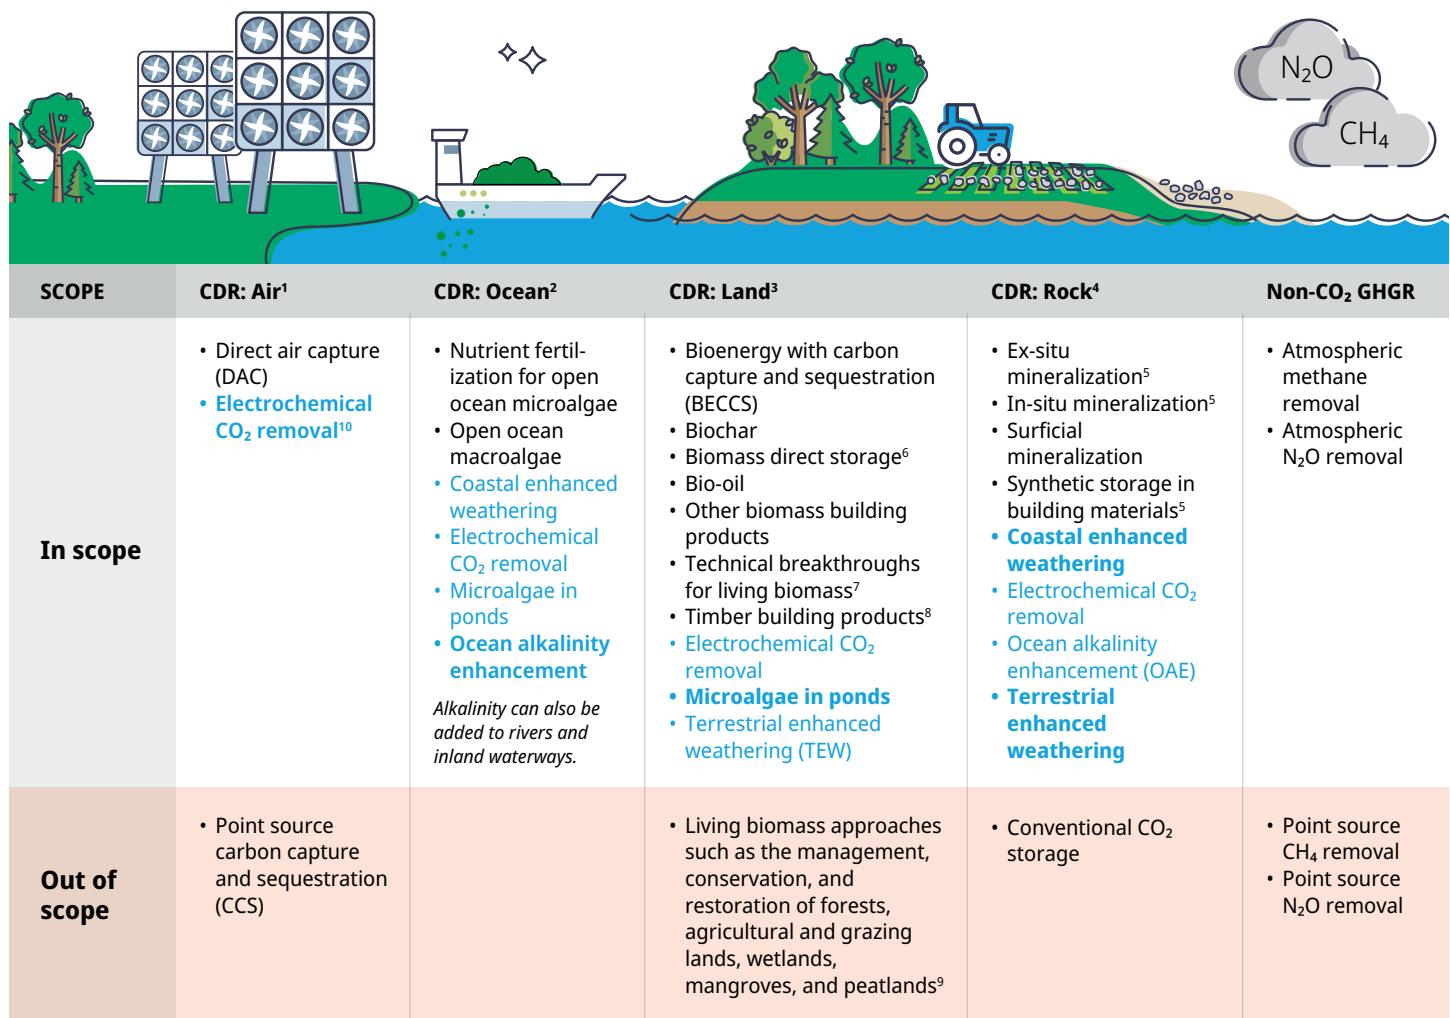 N₂O
CH₄
SCOPE
CDR: Air¹
CDR: Ocean²
CDR: Land³
CDR: Rock⁴
Non-CO₂ GHGR
In scope
• Direct air capture
(DAC)
• Electrochemical
CO₂ removal¹⁰
• Nutrient fertil-
ization for open
ocean microalgae
• Open ocean
macroalgae
• Coastal enhanced
weathering
• Electrochemical
CO₂ removal
• Microalgae in
ponds
• Ocean alkalinity
enhancement
Alkalinity can also be
added to rivers and
inland waterways.
• Bioenergy with carbon
capture and sequestration
(BECCS)
• Biochar
• Biomass direct storage⁶
• Bio-oil
• Other biomass building
products
• Technical breakthroughs
for living biomass⁷
• Timber building products⁸
• Electrochemical CO₂
removal
• Microalgae in ponds
• Terrestrial enhanced
weathering (TEW)
• Ex-situ
mineralization⁵
• In-situ mineralization⁵
• Surficial
mineralization
• Synthetic storage in
building materials⁵
• Coastal enhanced
weathering
• Electrochemical CO₂
removal
• Ocean alkalinity
enhancement (OAE)
• Terrestrial
enhanced
weathering
• Atmospheric
methane
removal
• Atmospheric
N₂O removal
Out of
scope
• Point source
carbon capture
and sequestration
(CCS)
• Living biomass approaches
such as the management,
conservation, and
restoration of forests,
agricultural and grazing
lands, wetlands,
mangroves, and peatlands⁹
• Conventional CO₂
storage
• Point source
CH₄ removal
• Point source
N₂O removal